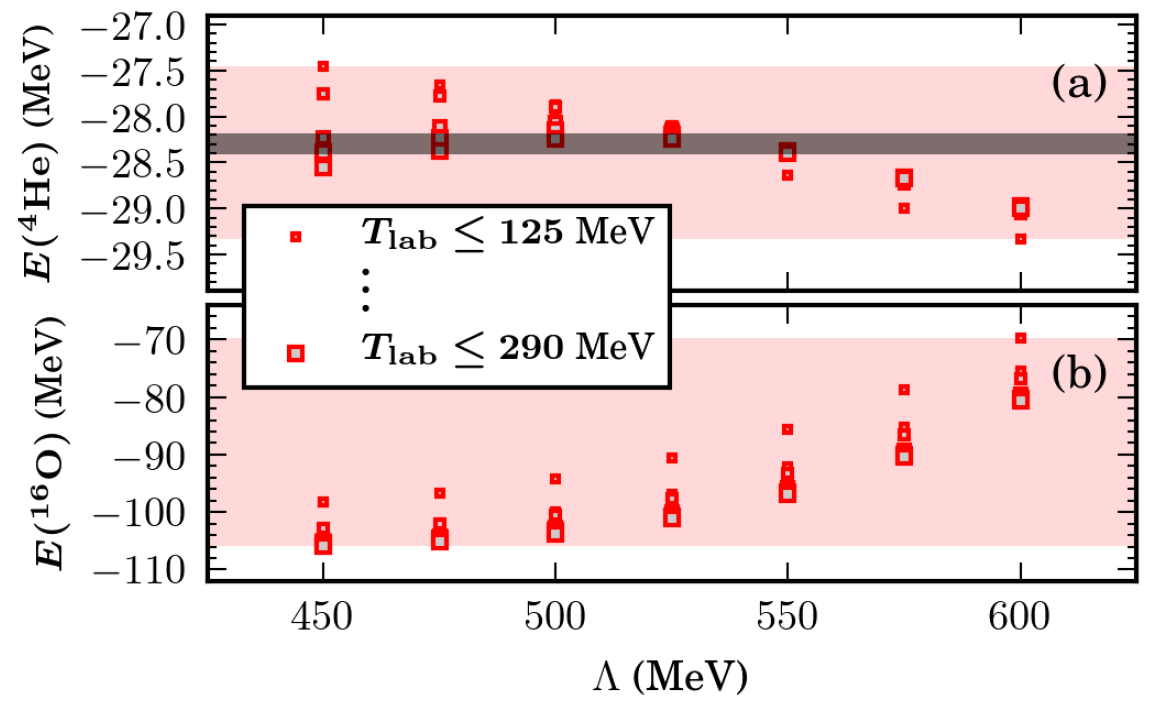 −27.0
−27.5
−28.0
−28.5
−29.0
−29.5
E(⁴He) (MeV)
(a)
T_lab ≤ 125 MeV
⋮
T_lab ≤ 290 MeV
−70
−80
−90
−100
−110
E(¹⁶O) (MeV)
(b)
450 500 550 600
Λ (MeV)